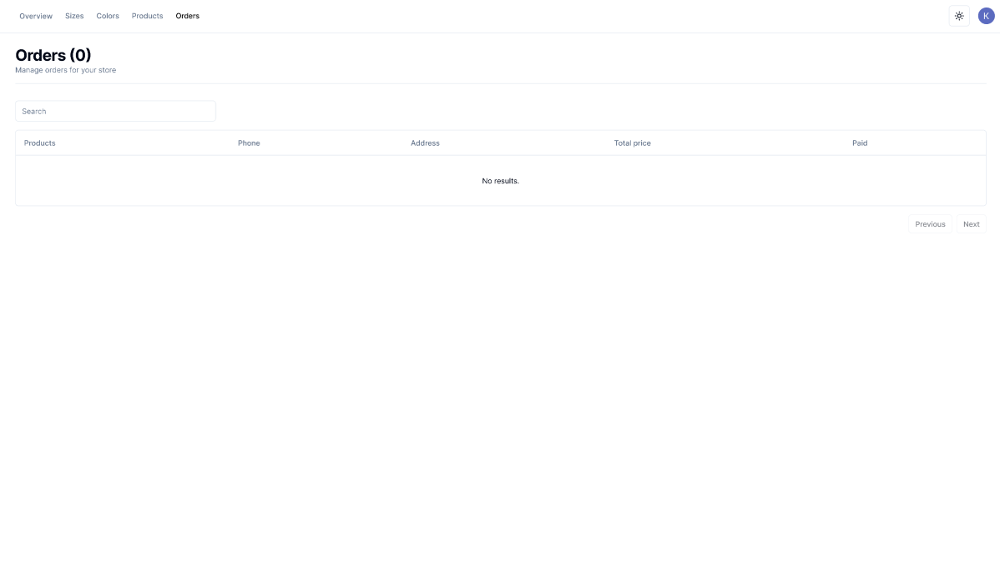 Overview Sizes Colors Products Orders K
Orders (0)
Manage orders for your store
Search
Products Phone Address Total price Paid
No results.
Previous Next